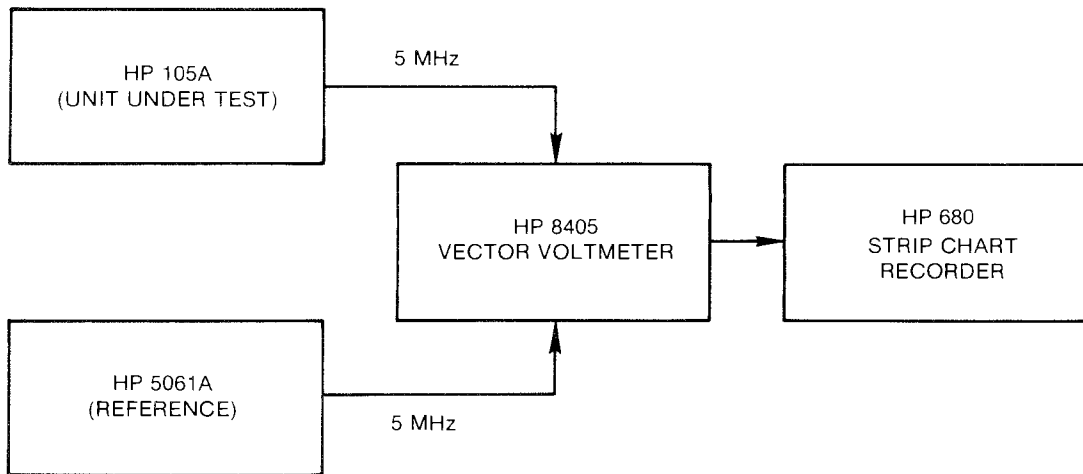 HP 105A
(UNIT UNDER TEST)
5 MHz
HP 8405
VECTOR VOLTMETER
HP 680
STRIP CHART
RECORDER
HP 5061A
(REFERENCE)
5 MHz